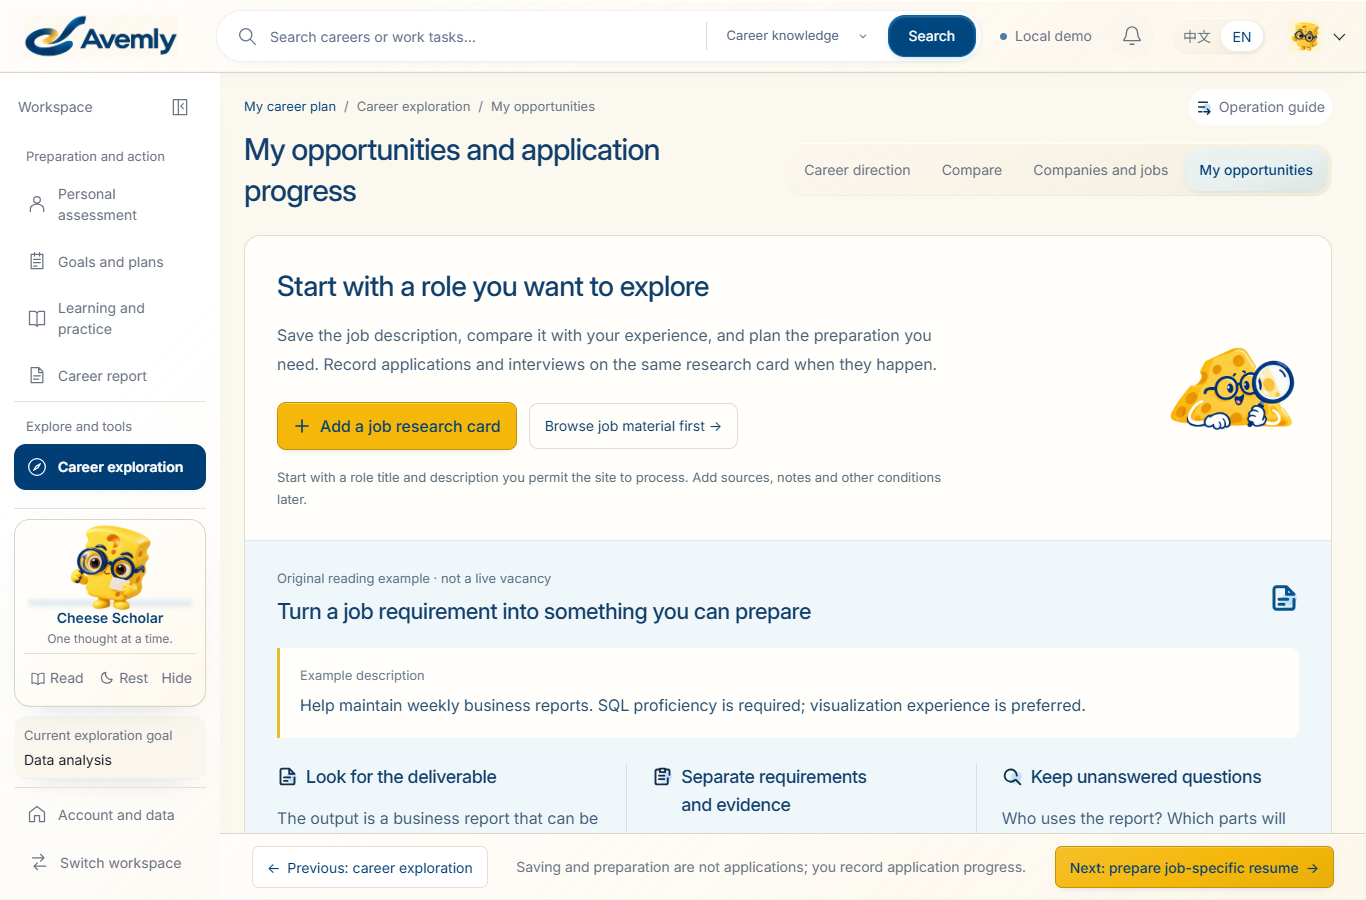 Avemly
Search careers or work tasks...
Career knowledge
Search
Local demo
中文
EN
Workspace
Preparation and action
Personal
assessment
Goals and plans
Learning and
practice
Career report
Explore and tools
Career exploration
Cheese Scholar
One thought at a time.
Read
Rest
Hide
Current exploration goal
Data analysis
Account and data
Switch workspace
My career plan / Career exploration / My opportunities
Operation guide
My opportunities and application
progress
Career direction
Compare
Companies and jobs
My opportunities
Start with a role you want to explore
Save the job description, compare it with your experience, and plan the preparation you
need. Record applications and interviews on the same research card when they happen.
+ Add a job research card
Browse job material first →
Start with a role title and description you permit the site to process. Add sources, notes and other conditions
later.
Original reading example · not a live vacancy
Turn a job requirement into something you can prepare
Example description
Help maintain weekly business reports. SQL proficiency is required; visualization experience is preferred.
Look for the deliverable
The output is a business report that can be
Separate requirements
and evidence
Keep unanswered questions
Who uses the report? Which parts will
← Previous: career exploration
Saving and preparation are not applications; you record application progress.
Next: prepare job-specific resume →